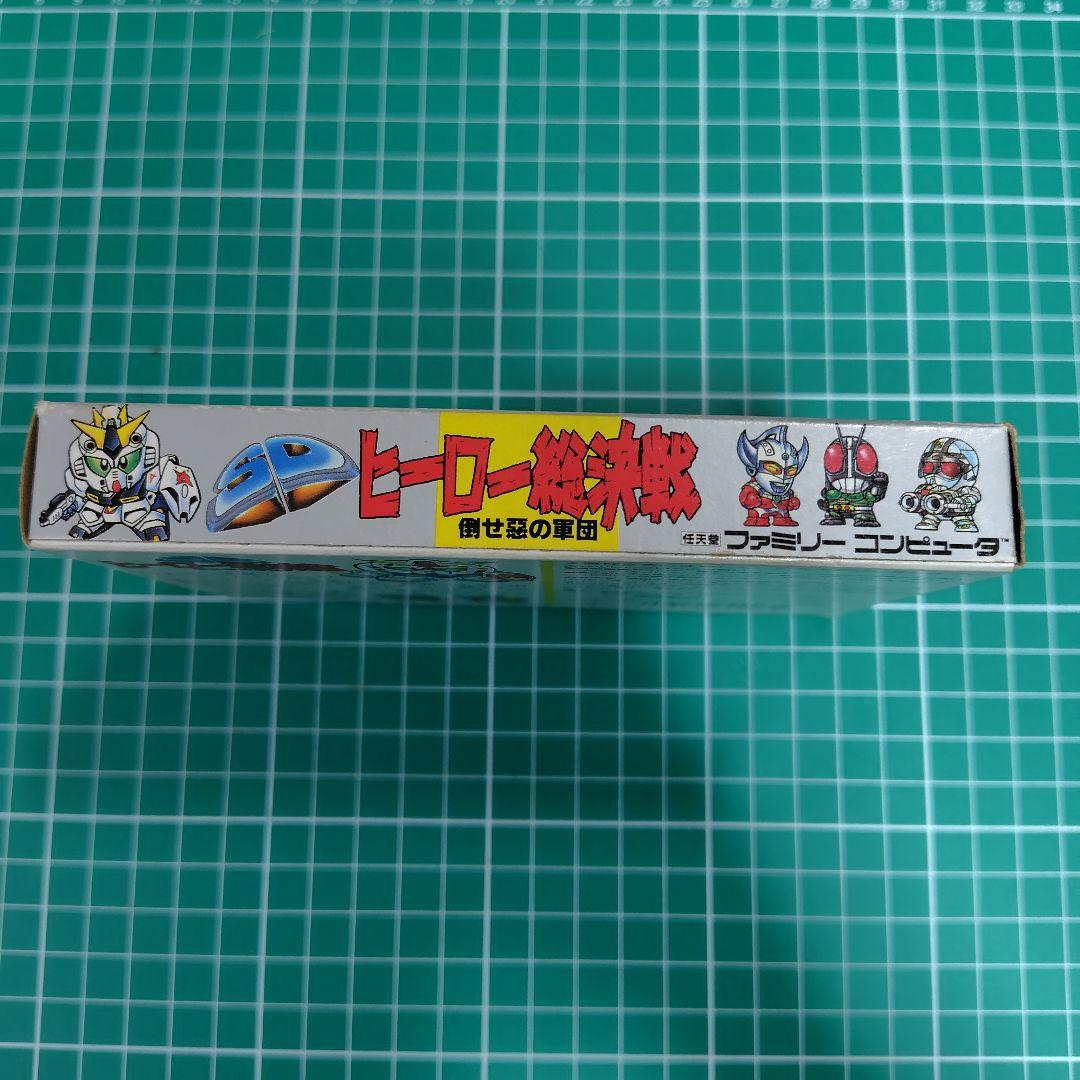 SD ヒーロー総決戦
倒せ悪の軍団
任天堂 ファミリー コンピュータ™